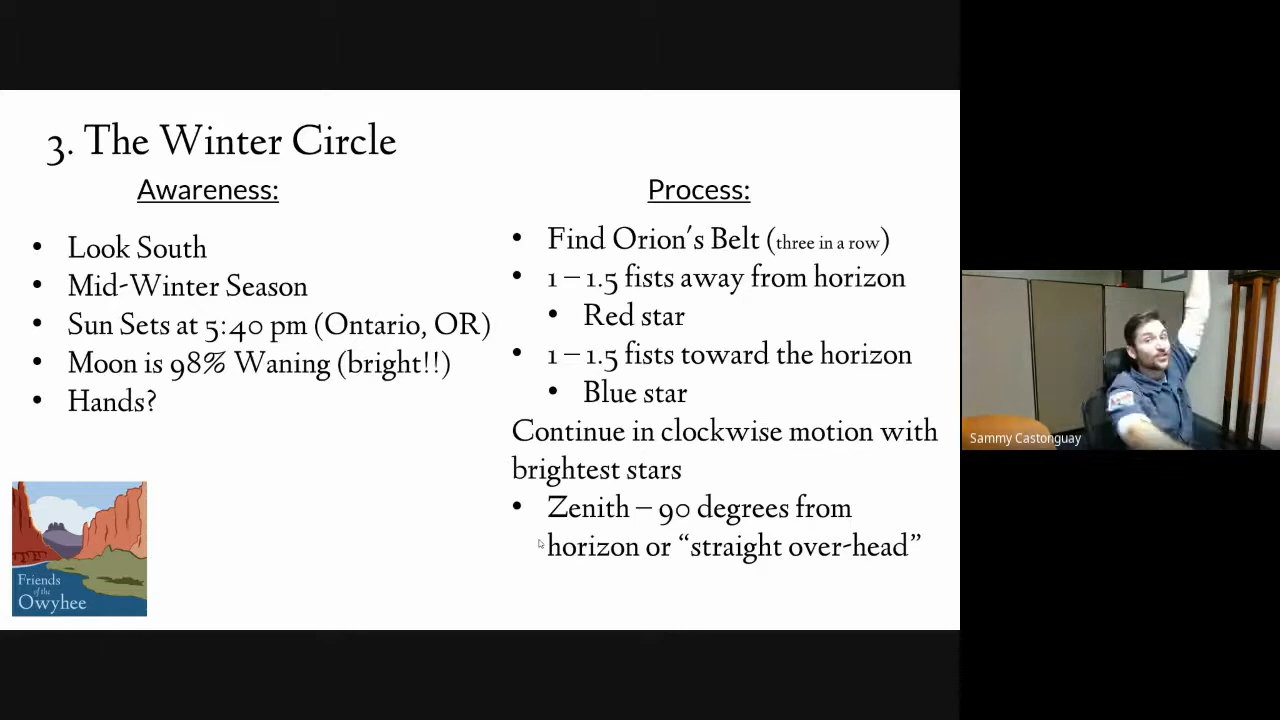 3. The Winter Circle
Awareness:
• Look South
• Mid-Winter Season
• Sun Sets at 5:40 pm (Ontario, OR)
• Moon is 98% Waning (bright!!)
• Hands?
Process:
• Find Orion's Belt (three in a row)
• 1 – 1.5 fists away from horizon
• Red star
• 1 – 1.5 fists toward the horizon
• Blue star
Continue in clockwise motion with
brightest stars
• Zenith – 90 degrees from
horizon or “straight over-head”
Friends
of the
Owyhee
Sammy Castonguay